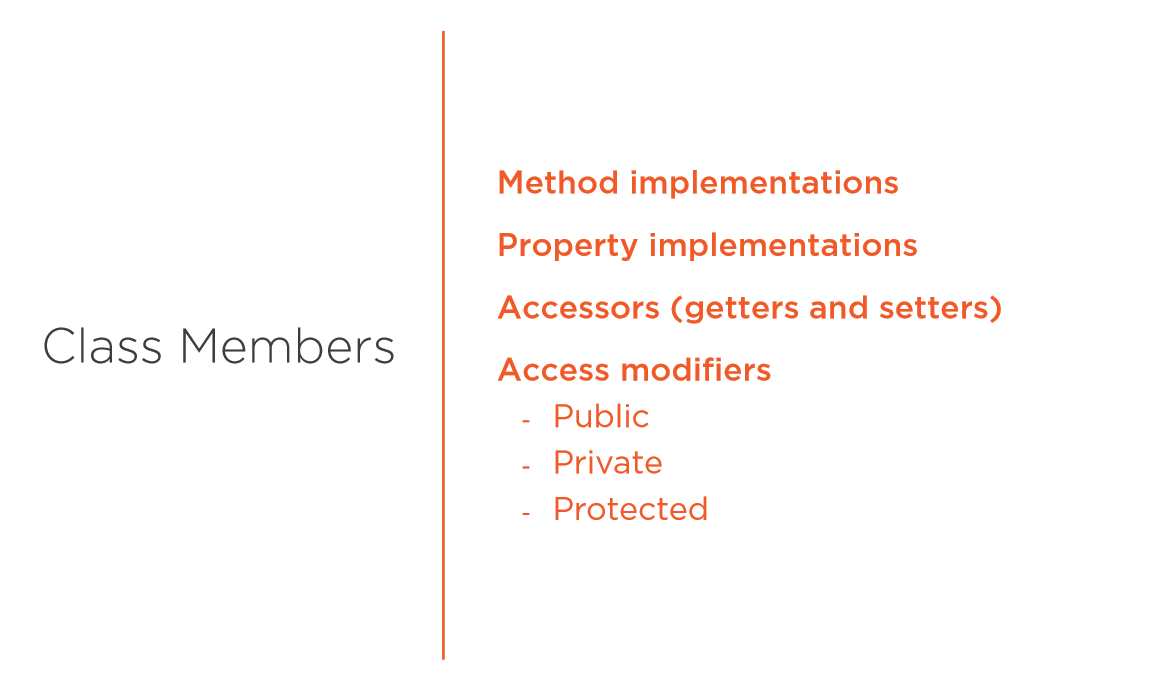 Class Members
Method implementations
Property implementations
Accessors (getters and setters)
Access modifiers
- Public
- Private
- Protected